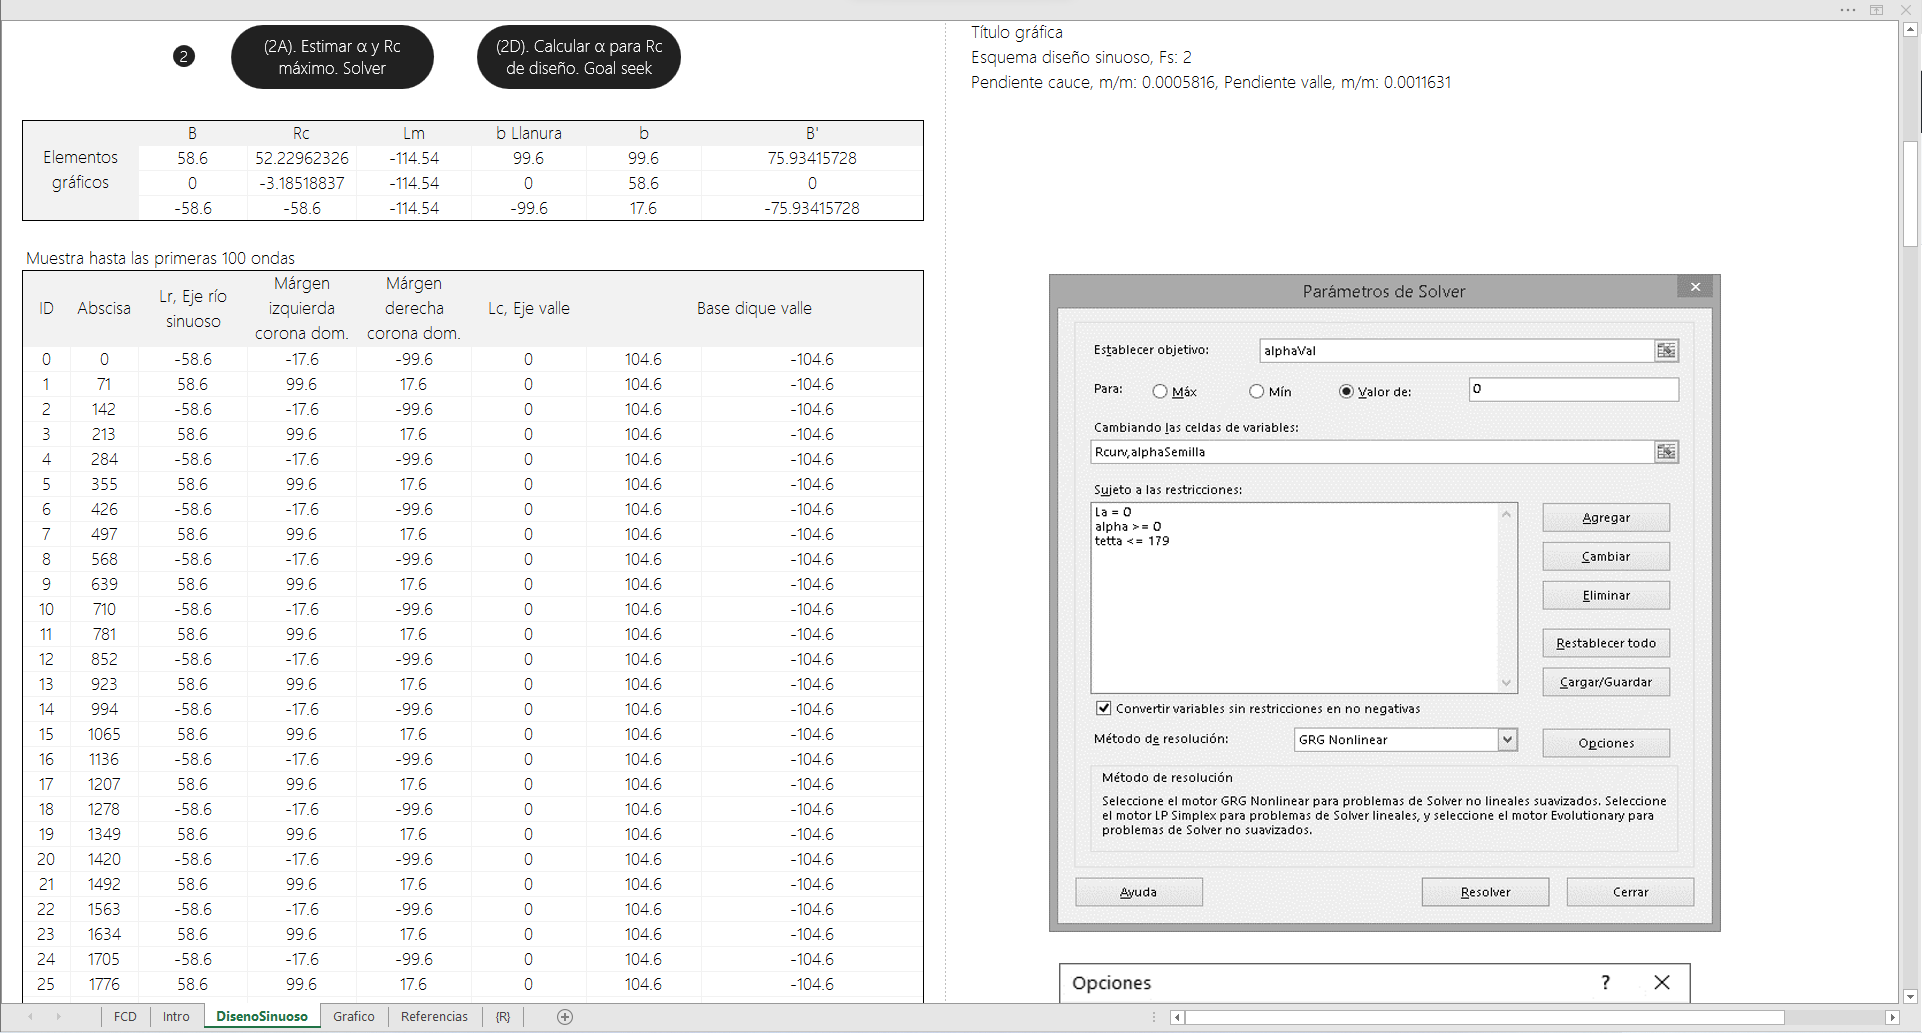 2
(2A). Estimar α y Rc
máximo. Solver
(2D). Calcular α para Rc
de diseño. Goal seek
Título gráfica
Esquema diseño sinuoso, Fs: 2
Pendiente cauce, m/m: 0.0005816, Pendiente valle, m/m: 0.0011631
B Rc Lm b Llanura b B'
Elementos
gráficos
58.6 52.22962326 -114.54 99.6 99.6 75.93415728
0 -3.18518837 -114.54 0 58.6 0
-58.6 -58.6 -114.54 -99.6 17.6 -75.93415728
Muestra hasta las primeras 100 ondas
ID Abscisa Lr, Eje río
sinuoso
Márgen
izquierda
corona dom.
Márgen
derecha
corona dom.
Lc, Eje valle
Base dique valle
0 0 -58.6 -17.6 -99.6 0 104.6 -104.6
1 71 58.6 99.6 17.6 0 104.6 -104.6
2 142 -58.6 -17.6 -99.6 0 104.6 -104.6
3 213 58.6 99.6 17.6 0 104.6 -104.6
4 284 -58.6 -17.6 -99.6 0 104.6 -104.6
5 355 58.6 99.6 17.6 0 104.6 -104.6
6 426 -58.6 -17.6 -99.6 0 104.6 -104.6
7 497 58.6 99.6 17.6 0 104.6 -104.6
8 568 -58.6 -17.6 -99.6 0 104.6 -104.6
9 639 58.6 99.6 17.6 0 104.6 -104.6
10 710 -58.6 -17.6 -99.6 0 104.6 -104.6
11 781 58.6 99.6 17.6 0 104.6 -104.6
12 852 -58.6 -17.6 -99.6 0 104.6 -104.6
13 923 58.6 99.6 17.6 0 104.6 -104.6
14 994 -58.6 -17.6 -99.6 0 104.6 -104.6
15 1065 58.6 99.6 17.6 0 104.6 -104.6
16 1136 -58.6 -17.6 -99.6 0 104.6 -104.6
17 1207 58.6 99.6 17.6 0 104.6 -104.6
18 1278 -58.6 -17.6 -99.6 0 104.6 -104.6
19 1349 58.6 99.6 17.6 0 104.6 -104.6
20 1420 -58.6 -17.6 -99.6 0 104.6 -104.6
21 1492 58.6 99.6 17.6 0 104.6 -104.6
22 1563 -58.6 -17.6 -99.6 0 104.6 -104.6
23 1634 58.6 99.6 17.6 0 104.6 -104.6
24 1705 -58.6 -17.6 -99.6 0 104.6 -104.6
25 1776 58.6 99.6 17.6 0 104.6 -104.6
Parámetros de Solver
Establecer objetivo: alphaVal
Para: Máx Mín Valor de: 0
Cambiando las celdas de variables:
Rcurv,alphaSemilla
Sujeto a las restricciones:
La = 0
alpha >= 0
tetta <= 179
Agregar
Cambiar
Eliminar
Restablecer todo
Cargar/Guardar
Convertir variables sin restricciones en no negativas
Método de resolución: GRG Nonlinear Opciones
Método de resolución
Seleccione el motor GRG Nonlinear para problemas de Solver no lineales suavizados. Seleccione
el motor LP Simplex para problemas de Solver lineales, y seleccione el motor Evolutionary para
problemas de Solver no suavizados.
Ayuda Resolver Cerrar
Opciones ?
FCD Intro DisenoSinuoso Grafico Referencias {R}